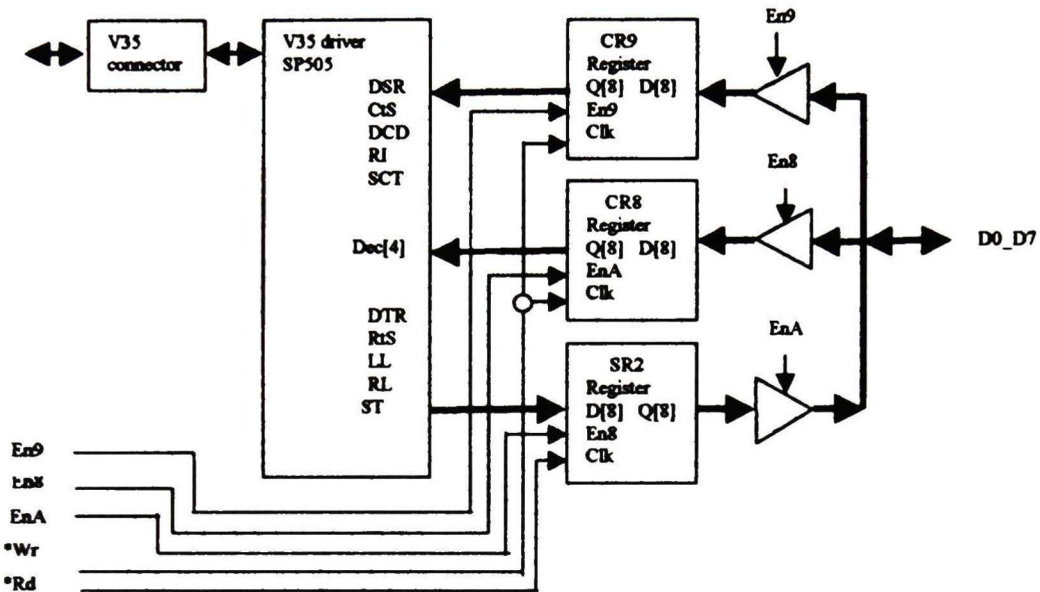 V35
connector
V35 driver
SP505
DSR
CtS
DCD
RI
SCT
Dec[4]
DTR
RtS
LL
RL
ST
CR9
Register
Q[8] D[8]
En9
Clk
En9
CR8
Register
Q[8] D[8]
EnA
Clk
En8
D0_D7
SR2
Register
D[8] Q[8]
En8
Clk
EnA
En9
En8
EnA
*Wr
*Rd